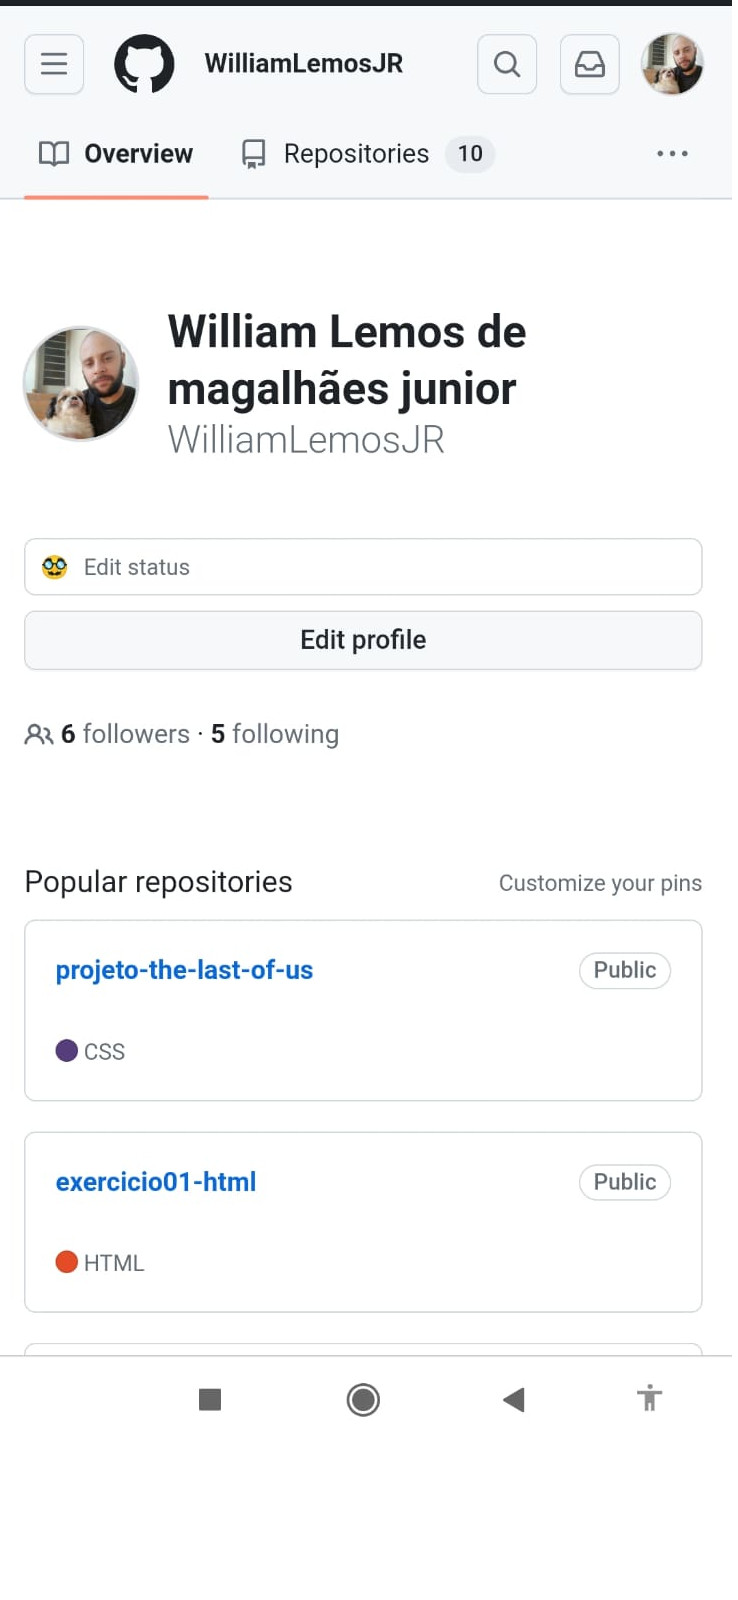 WilliamLemosJR
Overview Repositories 10
William Lemos de
magalhães junior
WilliamLemosJR
Edit status
Edit profile
6 followers · 5 following
Popular repositories Customize your pins
projeto-the-last-of-us Public
CSS
exercicio01-html Public
HTML